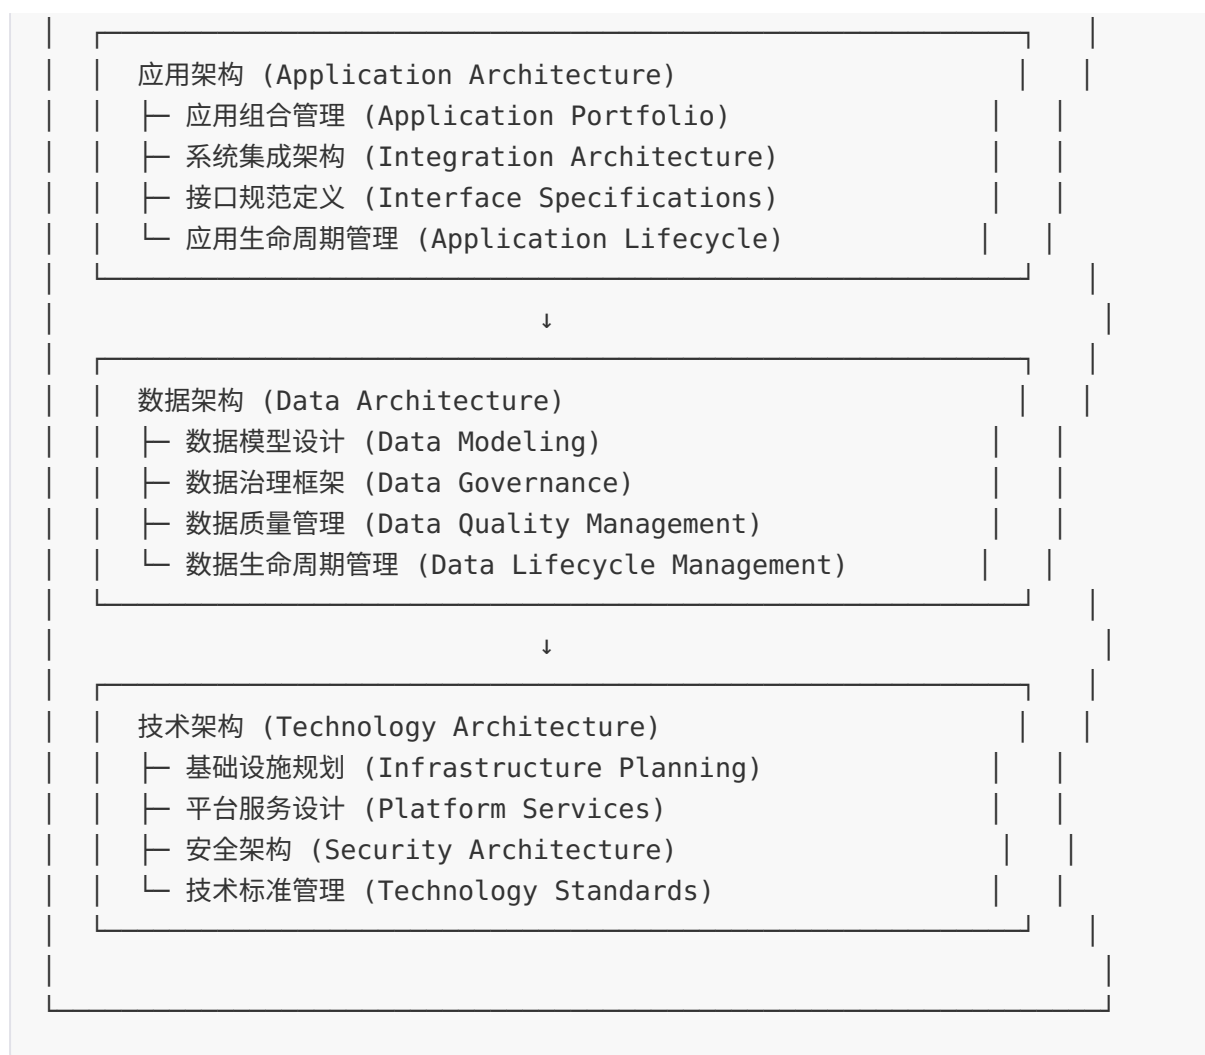 应用架构 (Application Architecture)
├─ 应用组合管理 (Application Portfolio)
├─ 系统集成架构 (Integration Architecture)
├─ 接口规范定义 (Interface Specifications)
└─ 应用生命周期管理 (Application Lifecycle)
↓
数据架构 (Data Architecture)
├─ 数据模型设计 (Data Modeling)
├─ 数据治理框架 (Data Governance)
├─ 数据质量管理 (Data Quality Management)
└─ 数据生命周期管理 (Data Lifecycle Management)
↓
技术架构 (Technology Architecture)
├─ 基础设施规划 (Infrastructure Planning)
├─ 平台服务设计 (Platform Services)
├─ 安全架构 (Security Architecture)
└─ 技术标准管理 (Technology Standards)